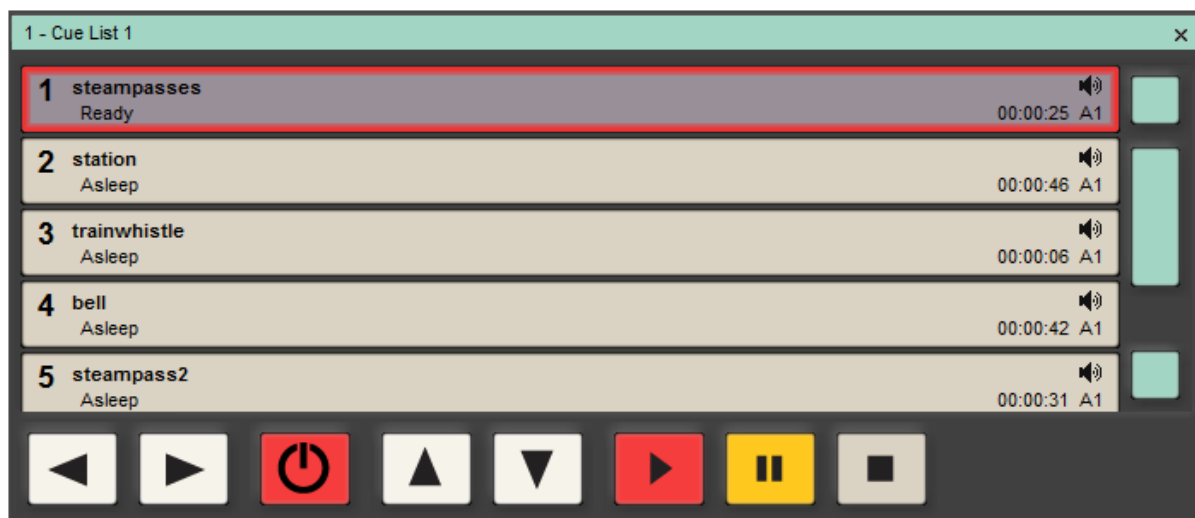 1 - Cue List 1
1 steampasses
Ready 00:00:25 A1
2 station
Asleep 00:00:46 A1
3 trainwhistle
Asleep 00:00:06 A1
4 bell
Asleep 00:00:42 A1
5 steampass2
Asleep 00:00:31 A1